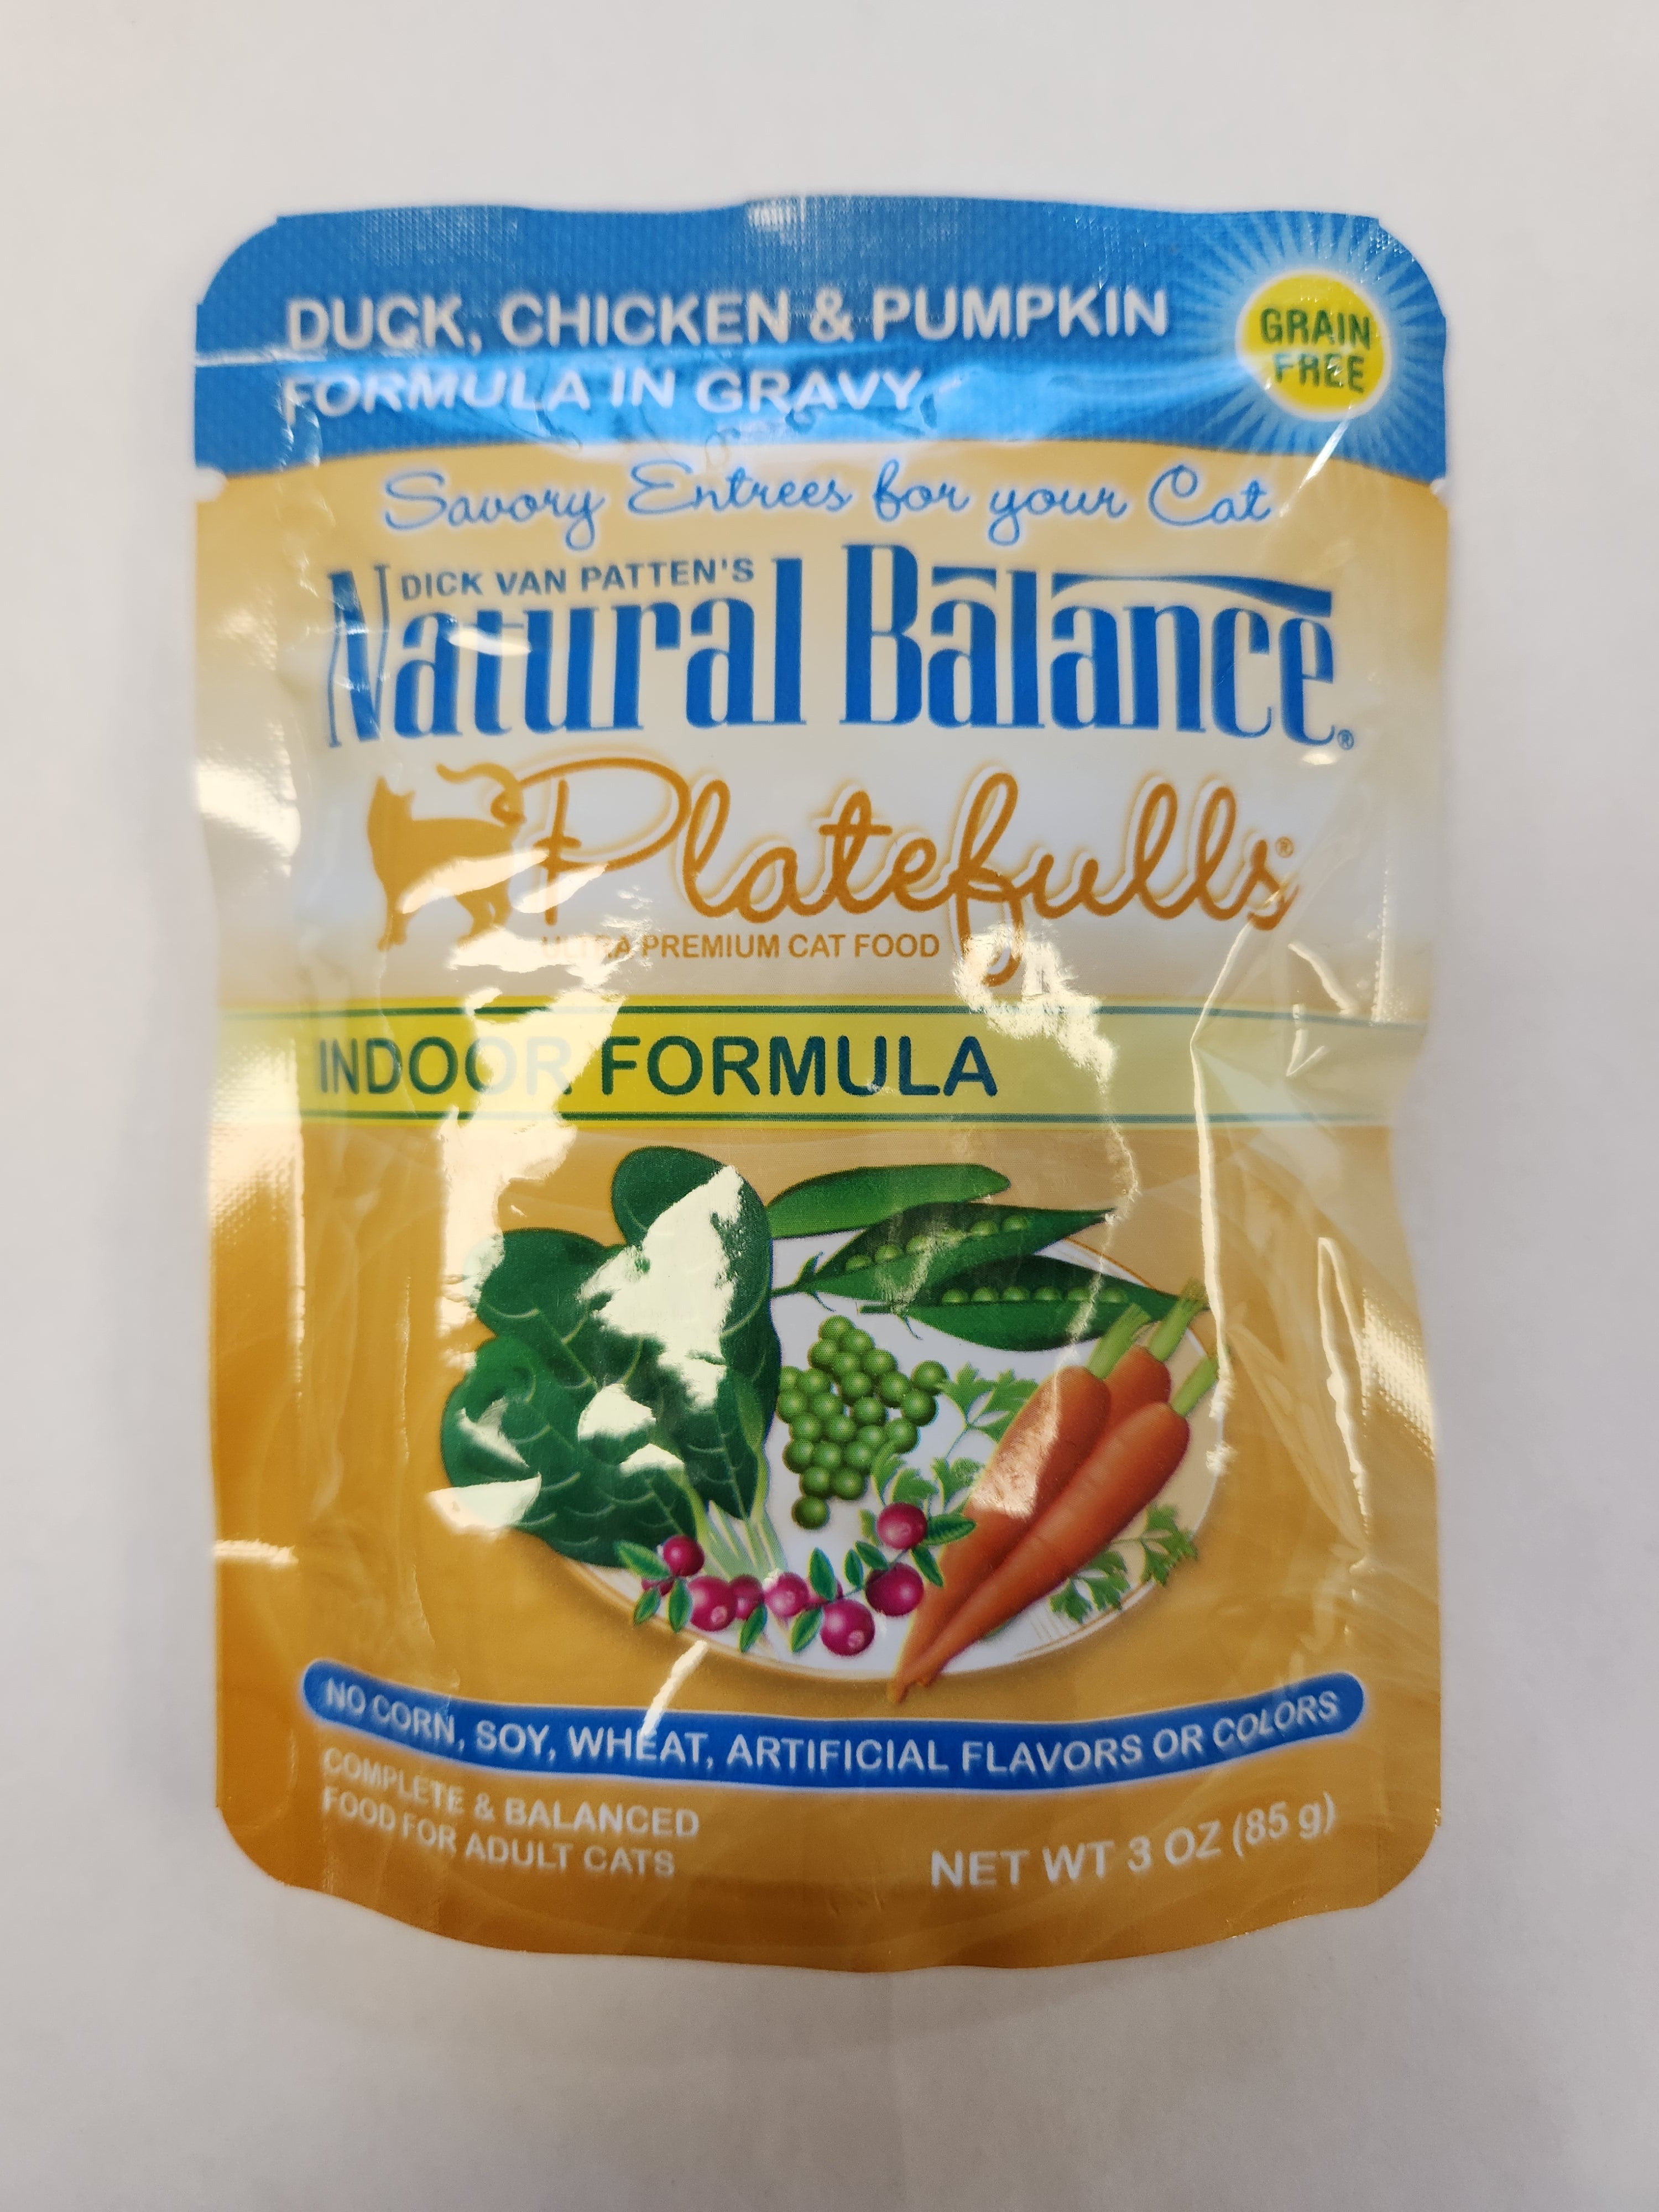 DUCK, CHICKEN & PUMPKIN
FORMULA IN GRAVY
GRAIN
FREE
Savory Entrees for your Cat
DICK VAN PATTEN'S
Natural Balance®
Platefulls®
ULTRA PREMIUM CAT FOOD
INDOOR FORMULA
NO CORN, SOY, WHEAT, ARTIFICIAL FLAVORS OR COLORS
COMPLETE & BALANCED
FOOD FOR ADULT CATS
NET WT 3 OZ (85 g)